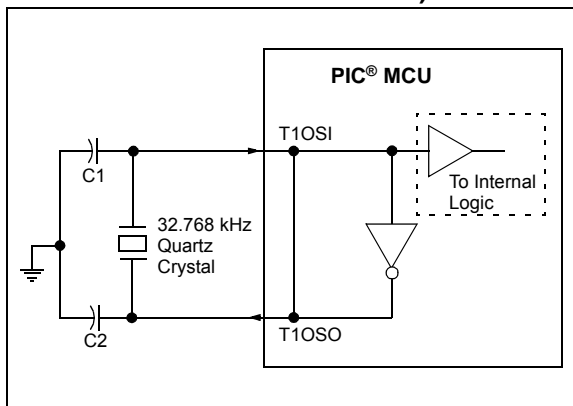 PIC® MCU
T1OSI
C1
To Internal
Logic
32.768 kHz
Quartz
Crystal
C2
T1OSO